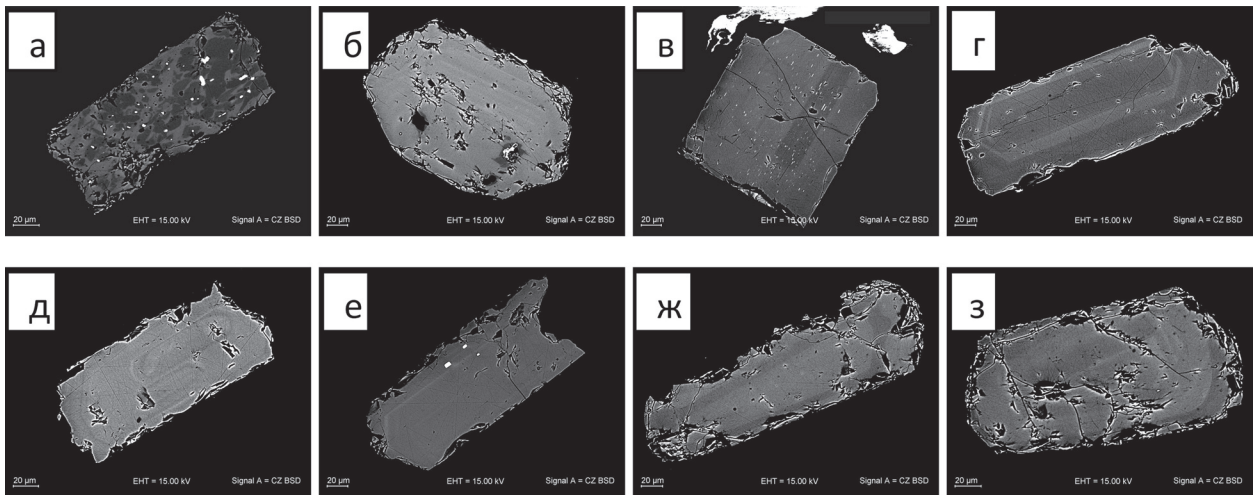 а
20 µm
EHT = 15.00 kV
Signal A = CZ BSD
б
20 µm
EHT = 15.00 kV
Signal A = CZ BSD
в
20 µm
EHT = 15.00 kV
Signal A = CZ BSD
г
20 µm
EHT = 15.00 kV
Signal A = CZ BSD
д
20 µm
EHT = 15.00 kV
Signal A = CZ BSD
е
20 µm
EHT = 15.00 kV
Signal A = CZ BSD
ж
20 µm
EHT = 15.00 kV
Signal A = CZ BSD
з
20 µm
EHT = 15.00 kV
Signal A = CZ BSD